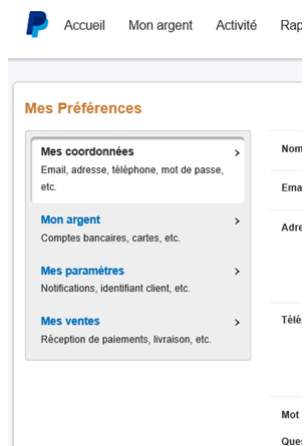 Accueil Mon argent Activité Rap
Mes Préférences
Mes coordonnées
Email, adresse, téléphone, mot de passe,
etc.
Mon argent
Comptes bancaires, cartes, etc.
Mes paramètres
Notifications, identifiant client, etc.
Mes ventes
Réception de paiements, livraison, etc.
Nom
Ema
Adre
Télé
Mot
Ques